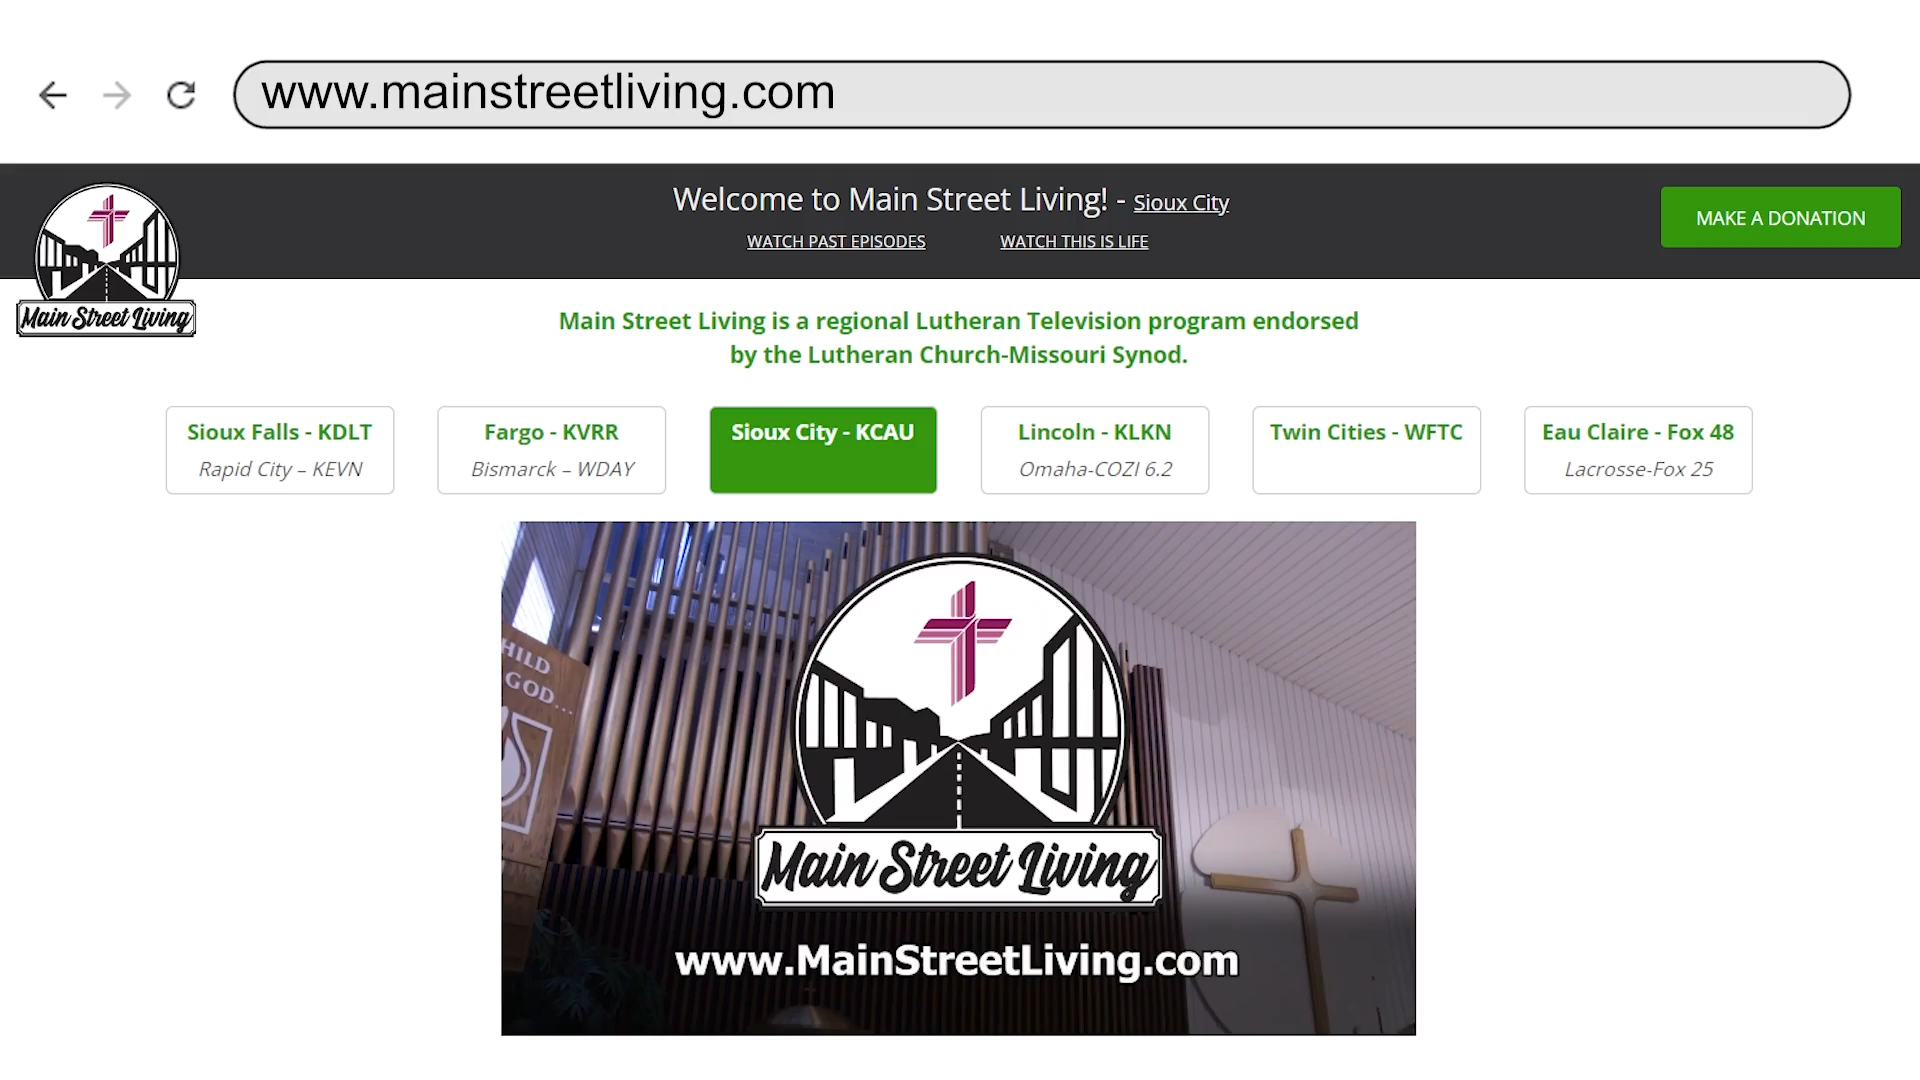 www.mainstreetliving.com
Welcome to Main Street Living! - Sioux City
WATCH PAST EPISODES WATCH THIS IS LIFE
MAKE A DONATION
Main Street Living
Main Street Living is a regional Lutheran Television program endorsed
by the Lutheran Church-Missouri Synod.
Sioux Falls - KDLT
Rapid City – KEVN
Fargo - KVRR
Bismarck – WDAY
Sioux City - KCAU
Lincoln - KLKN
Omaha-COZI 6.2
Twin Cities - WFTC
Eau Claire - Fox 48
Lacrosse-Fox 25
HILD
GOD...
Main Street Living
www.MainStreetLiving.com